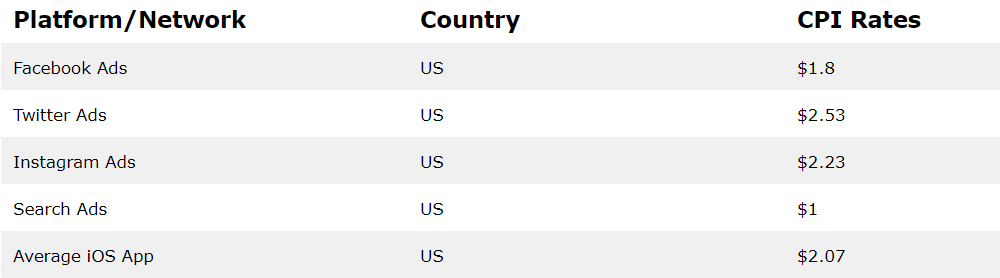 Platform/Network Country CPI Rates
Facebook Ads US $1.8
Twitter Ads US $2.53
Instagram Ads US $2.23
Search Ads US $1
Average iOS App US $2.07